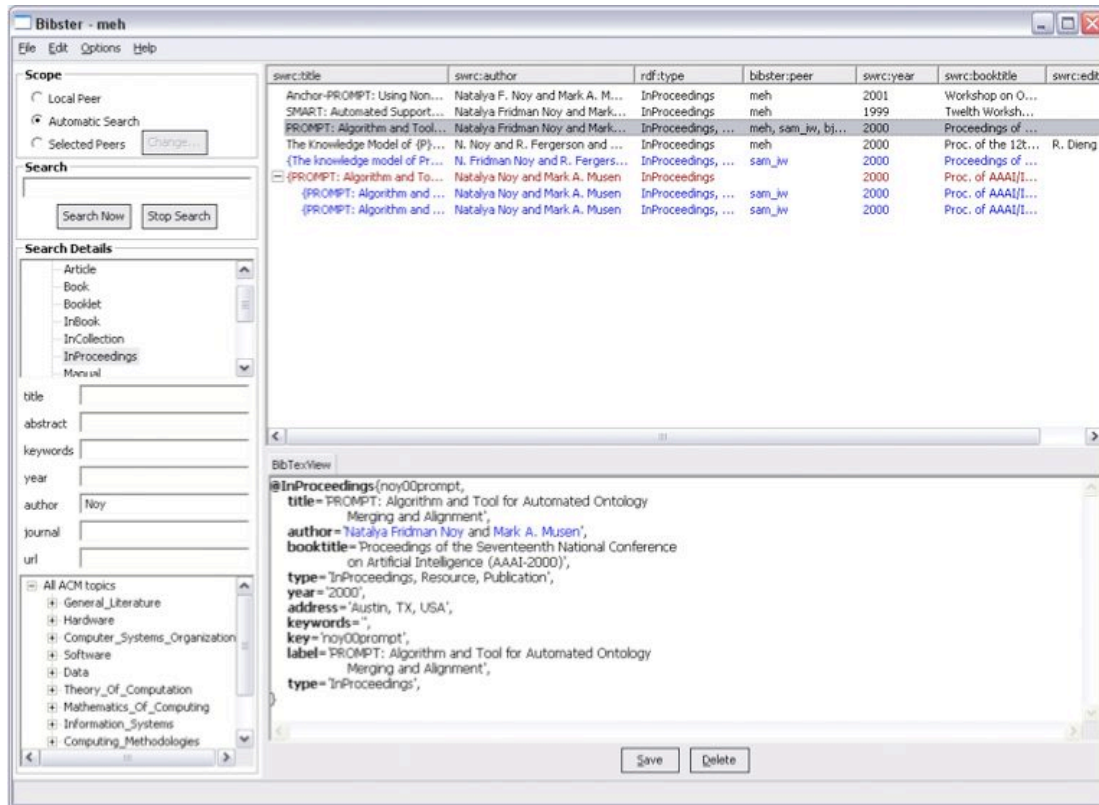 Bibster - meh
File Edit Options Help
Scope
Local Peer
Automatic Search
Selected Peers Change...
Search
Search Now Stop Search
Search Details
Article
Book
Booklet
InBook
InCollection
InProceedings
Manual
title
abstract
keywords
year
author Noy
journal
url
All ACM topics
General_Literature
Hardware
Computer_Systems_Organization
Software
Data
Theory_Of_Computation
Mathematics_Of_Computing
Information_Systems
Computing_Methodologies
swrc:title swrc:author rdf:type bibster:peer swrc:year swrc:booktitle swrc:edit
Anchor-PROMPT: Using Non... Natalya F. Noy and Mark A. M... InProceedings meh 2001 Workshop on O...
SMART: Automated Support... Natalya Fridman Noy and Mark... InProceedings meh 1999 Twelth Worksh...
PROMPT: Algorithm and Tool... Natalya Fridman Noy and Mark... InProceedings, ... meh, sam_iw, bj... 2000 Proceedings of ...
The Knowledge Model of {P}... N. Noy and R. Fergerson and ... InProceedings meh 2000 Proc. of the 12t... R. Dieng
{The knowledge model of Pr... N. Fridman Noy and R. Fergers... InProceedings, ... sam_iw 2000 Proceedings of ...
{PROMPT: Algorithm and To... Natalya Noy and Mark A. Musen InProceedings 2000 Proc. of AAAI/I...
{PROMPT: Algorithm and ... Natalya Noy and Mark A. Musen InProceedings, ... sam_iw 2000 Proc. of AAAI/I...
{PROMPT: Algorithm and ... Natalya Noy and Mark A. Musen InProceedings, ... sam_iw 2000 Proc. of AAAI/I...
BibTexView
@InProceedings{noy00prompt,
title='PROMPT: Algorithm and Tool for Automated Ontology
Merging and Alignment',
author='Natalya Fridman Noy and Mark A. Musen',
booktitle='Proceedings of the Seventeenth National Conference
on Artificial Intelligence (AAAI-2000)',
type='InProceedings, Resource, Publication',
year='2000',
address='Austin, TX, USA',
keywords='',
key='noy00prompt',
label='PROMPT: Algorithm and Tool for Automated Ontology
Merging and Alignment',
type='InProceedings',
}
Save Delete